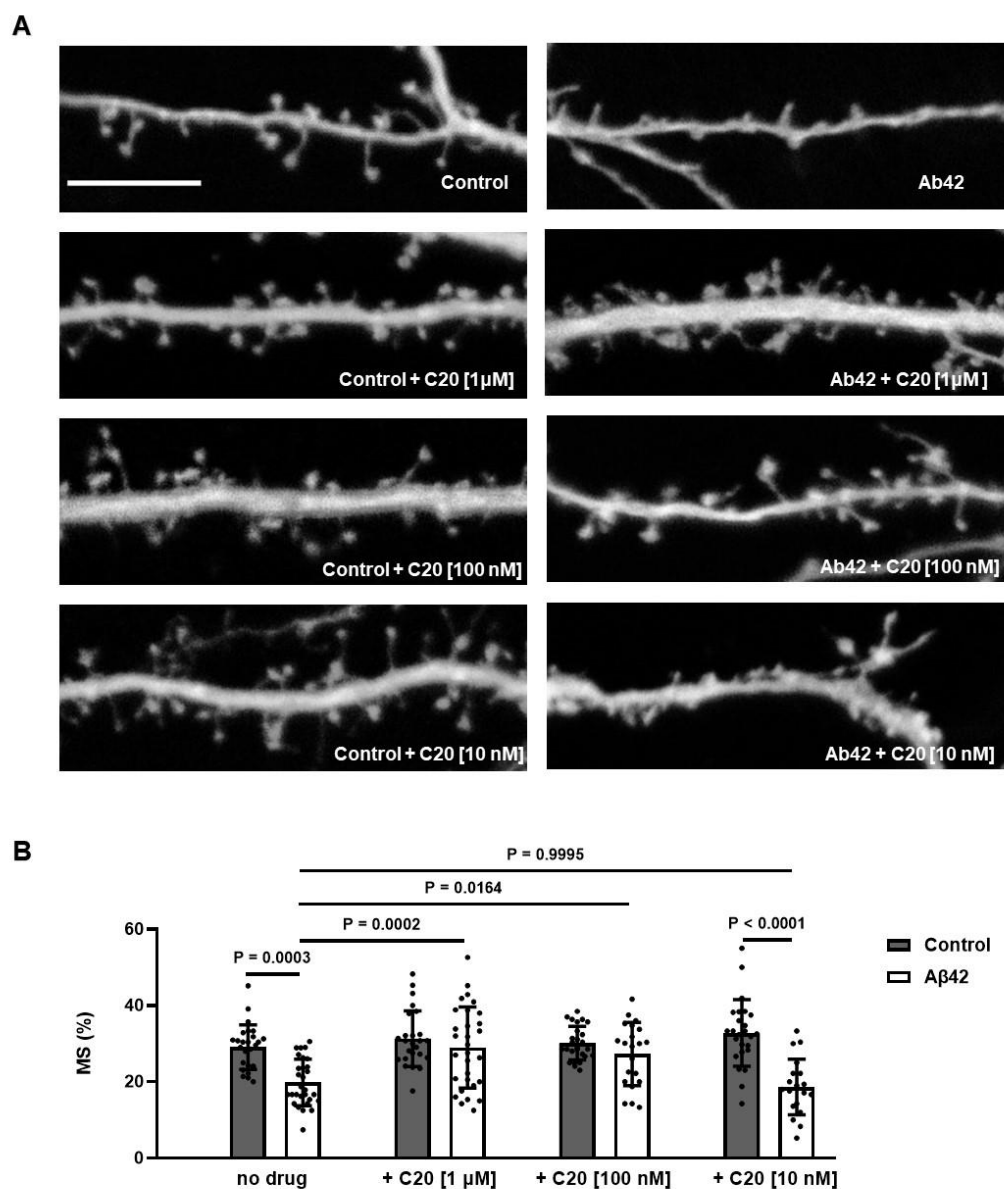 A
Control
Ab42
Control + C20 [1µM]
Ab42 + C20 [1µM ]
Control + C20 [100 nM]
Ab42 + C20 [100 nM]
Control + C20 [10 nM]
Ab42 + C20 [10 nM]
B
P = 0.9995
P = 0.0164
P = 0.0002
P < 0.0001
P = 0.0003
Control
Aβ42
MS (%)
60
40
20
0
no drug
+ C20 [1 µM]
+ C20 [100 nM]
+ C20 [10 nM]